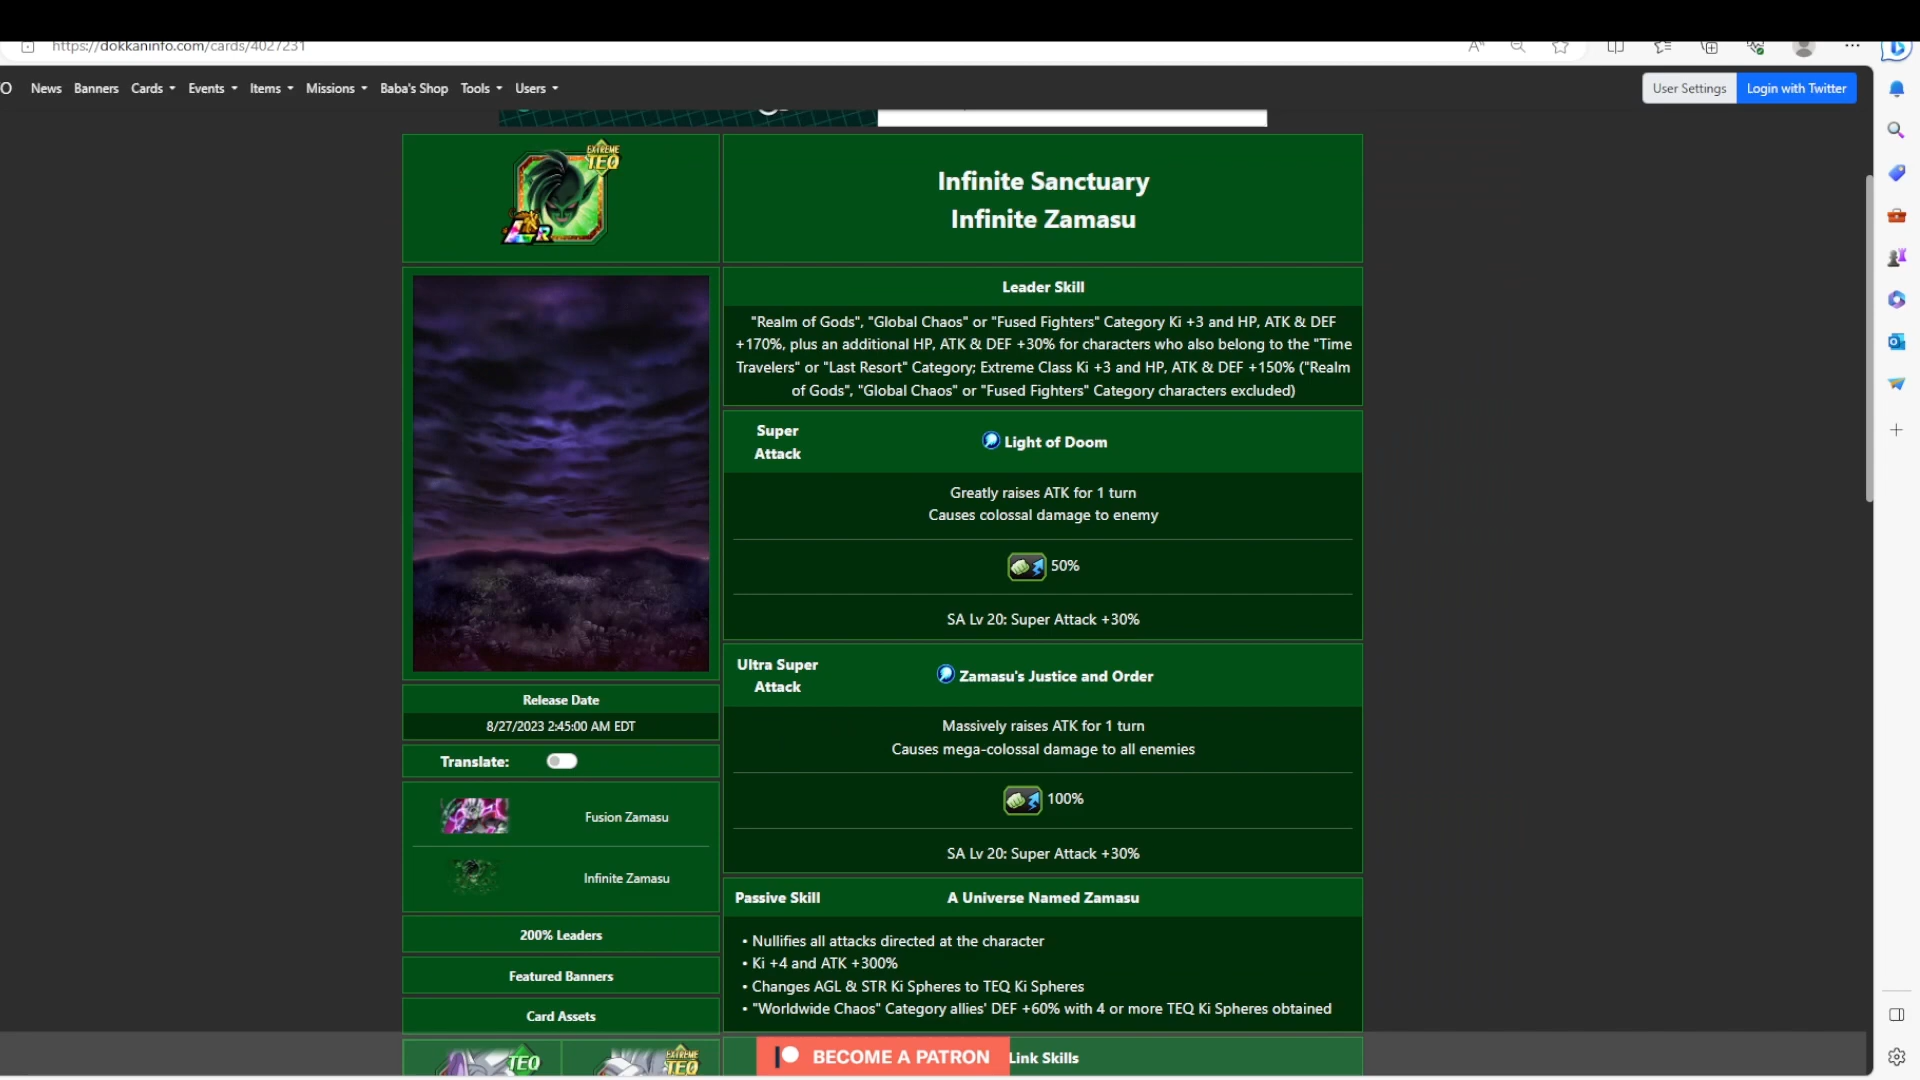 https://dokkaninfo.com/cards/4027231
O News Banners Cards Events Items Missions Baba's Shop Tools Users User Settings Login with Twitter
EXTREME
TEQ
LR
Infinite Sanctuary
Infinite Zamasu
Leader Skill
"Realm of Gods", "Global Chaos" or "Fused Fighters" Category Ki +3 and HP, ATK & DEF
+170%, plus an additional HP, ATK & DEF +30% for characters who also belong to the "Time
Travelers" or "Last Resort" Category; Extreme Class Ki +3 and HP, ATK & DEF +150% ("Realm
of Gods", "Global Chaos" or "Fused Fighters" Category characters excluded)
Super
Attack
Light of Doom
Greatly raises ATK for 1 turn
Causes colossal damage to enemy
50%
SA Lv 20: Super Attack +30%
Ultra Super
Attack
Zamasu's Justice and Order
Massively raises ATK for 1 turn
Causes mega-colossal damage to all enemies
100%
SA Lv 20: Super Attack +30%
Passive Skill A Universe Named Zamasu
• Nullifies all attacks directed at the character
• Ki +4 and ATK +300%
• Changes AGL & STR Ki Spheres to TEQ Ki Spheres
• "Worldwide Chaos" Category allies' DEF +60% with 4 or more TEQ Ki Spheres obtained
Link Skills
Release Date
8/27/2023 2:45:00 AM EDT
Translate:
Fusion Zamasu
Infinite Zamasu
200% Leaders
Featured Banners
Card Assets
TEQ
EXTREME
TEQ
BECOME A PATRON